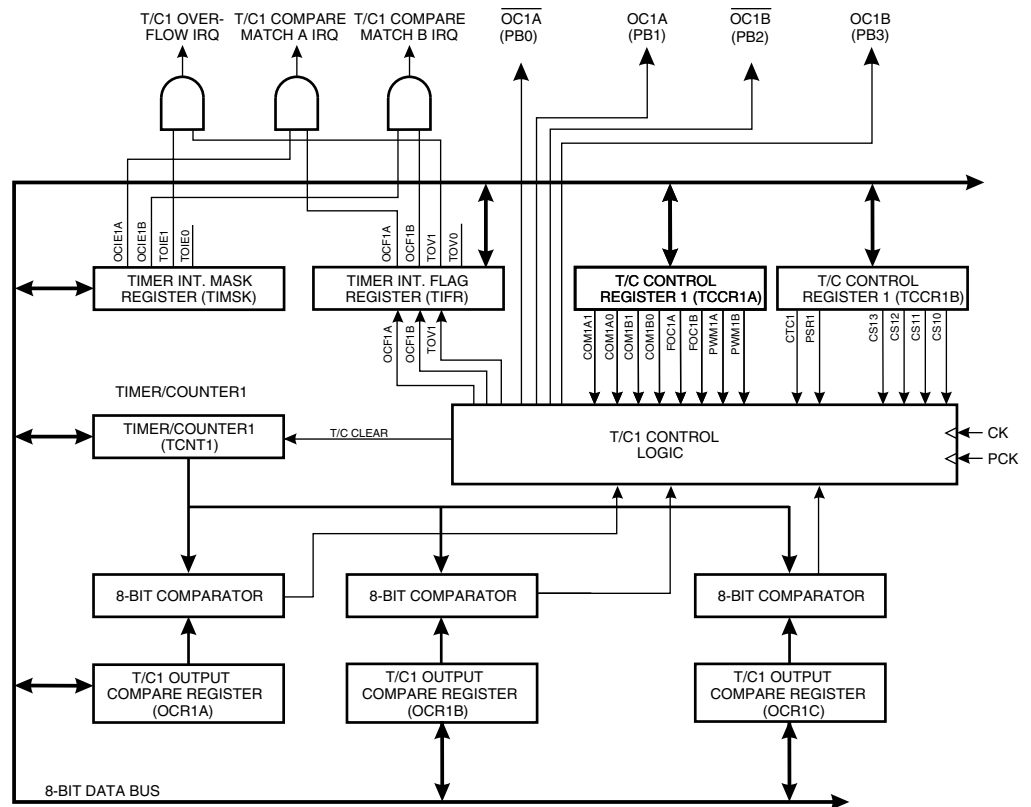 T/C1 OVER-
FLOW IRQ
T/C1 COMPARE
MATCH A IRQ
T/C1 COMPARE
MATCH B IRQ
OC1A
(PB0)
OC1A
(PB1)
OC1B
(PB2)
OC1B
(PB3)
OCIE1A
OCIE1B
TOIE1
TOIE0
OCF1A
OCF1B
TOV1
TOV0
TIMER INT. MASK
REGISTER (TIMSK)
TIMER INT. FLAG
REGISTER (TIFR)
T/C CONTROL
REGISTER 1 (TCCR1A)
T/C CONTROL
REGISTER 1 (TCCR1B)
OCF1A
OCF1B
TOV1
COM1A1
COM1A0
COM1B1
COM1B0
FOC1A
FOC1B
PWM1A
PWM1B
CTC1
PSR1
CS13
CS12
CS11
CS10
TIMER/COUNTER1
TIMER/COUNTER1
(TCNT1)
T/C CLEAR
T/C1 CONTROL
LOGIC
CK
PCK
8-BIT COMPARATOR
8-BIT COMPARATOR
8-BIT COMPARATOR
T/C1 OUTPUT
COMPARE REGISTER
(OCR1A)
T/C1 OUTPUT
COMPARE REGISTER
(OCR1B)
T/C1 OUTPUT
COMPARE REGISTER
(OCR1C)
8-BIT DATA BUS